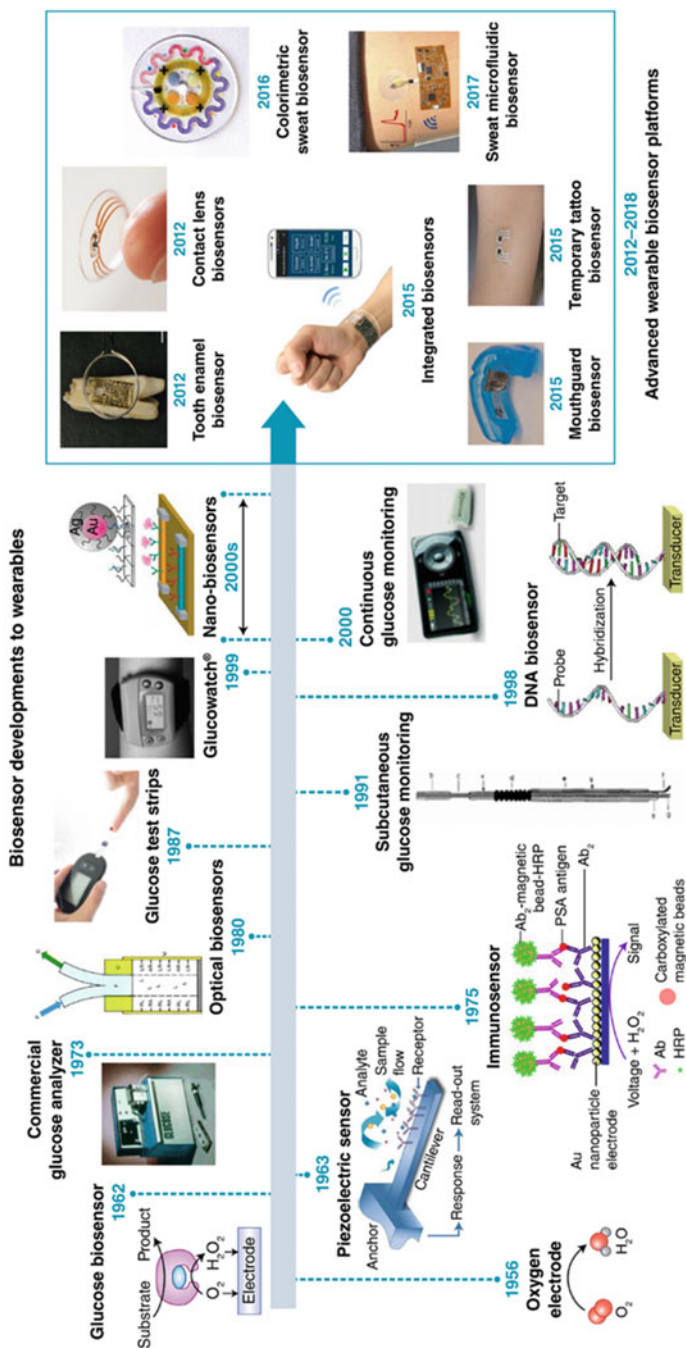 Biosensor developments to wearables
Glucose biosensor
1962
Substrate
Product
O₂
H₂O₂
Electrode
Commercial
glucose analyzer
1973
GLUCOSE
Optical biosensors
1980
Glucose test strips
1987
Glucowatch®
1999
Ag
Au
Nano-biosensors
2000s
1956
Oxygen
electrode
O₂
H₂O
1963
Piezoelectric sensor
Anchor
Analyte
Sample
flow
Receptor
Cantilever
Response
Read-out
system
1975
Immunosensor
Ab₂-magnetic
bead-HRP
PSA antigen
Ab₂
Au
nanoparticle
electrode
Voltage + H₂O₂
Signal
Ab
HRP
Carboxylated
magnetic beads
1991
Subcutaneous
glucose monitoring
1998
DNA biosensor
Probe
Hybridization
Target
Transducer
Transducer
2000
Continuous
glucose monitoring
2012
Tooth enamel
biosensor
2012
Contact lens
biosensors
2016
Colorimetric
sweat biosensor
2015
Integrated biosensors
2017
Sweat microfluidic
biosensor
2015
Mouthguard
biosensor
2015
Temporary tattoo
biosensor
2012–2018
Advanced wearable biosensor platforms